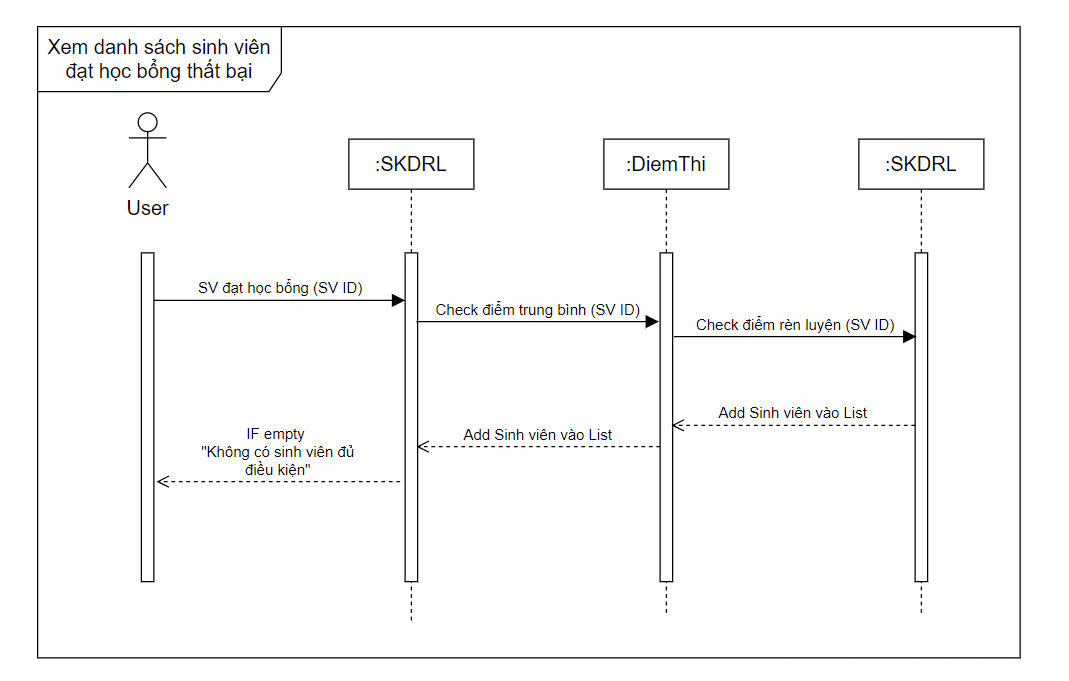 Xem danh sách sinh viên
đạt học bổng thất bại
User
:SKDRL
:DiemThi
:SKDRL
SV đạt học bổng (SV ID)
Check điểm trung bình (SV ID)
Check điểm rèn luyện (SV ID)
Add Sinh viên vào List
Add Sinh viên vào List
IF empty
"Không có sinh viên đủ
điều kiện"